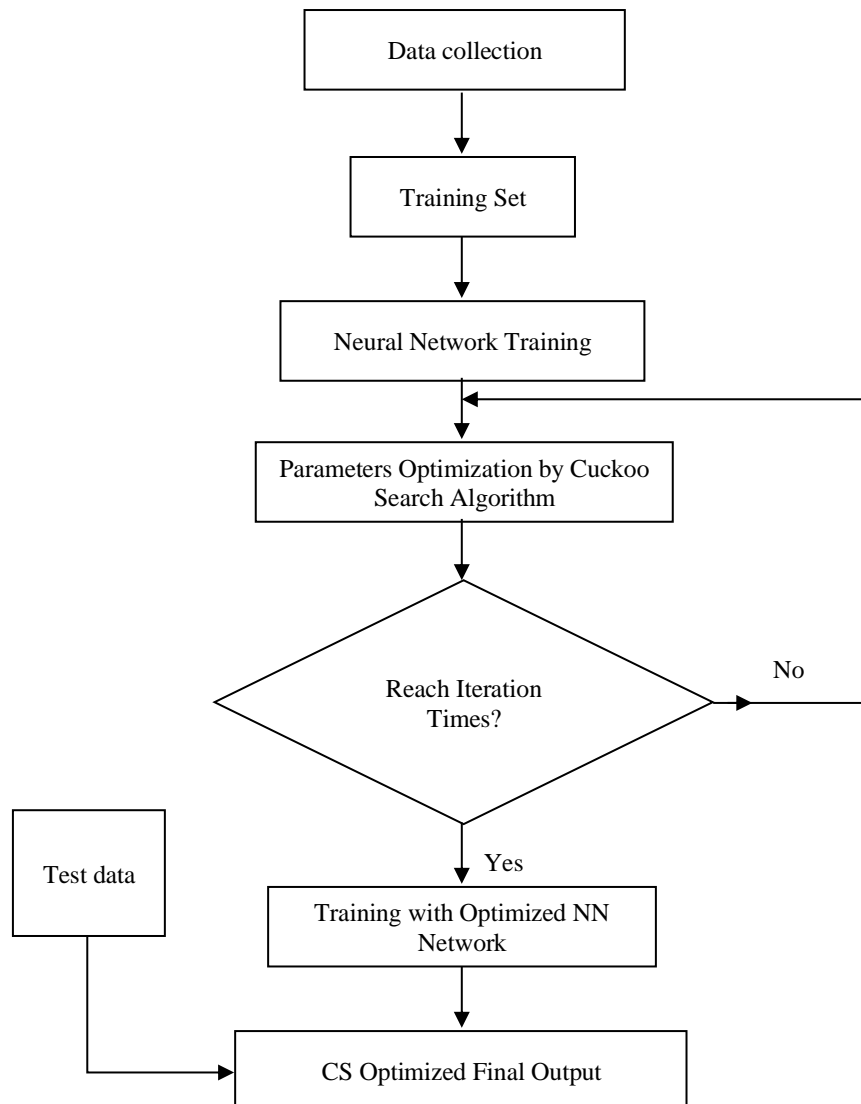 Data collection
Training Set
Neural Network Training
Parameters Optimization by Cuckoo
Search Algorithm
Reach Iteration
Times?
No
Yes
Test data
Training with Optimized NN
Network
CS Optimized Final Output